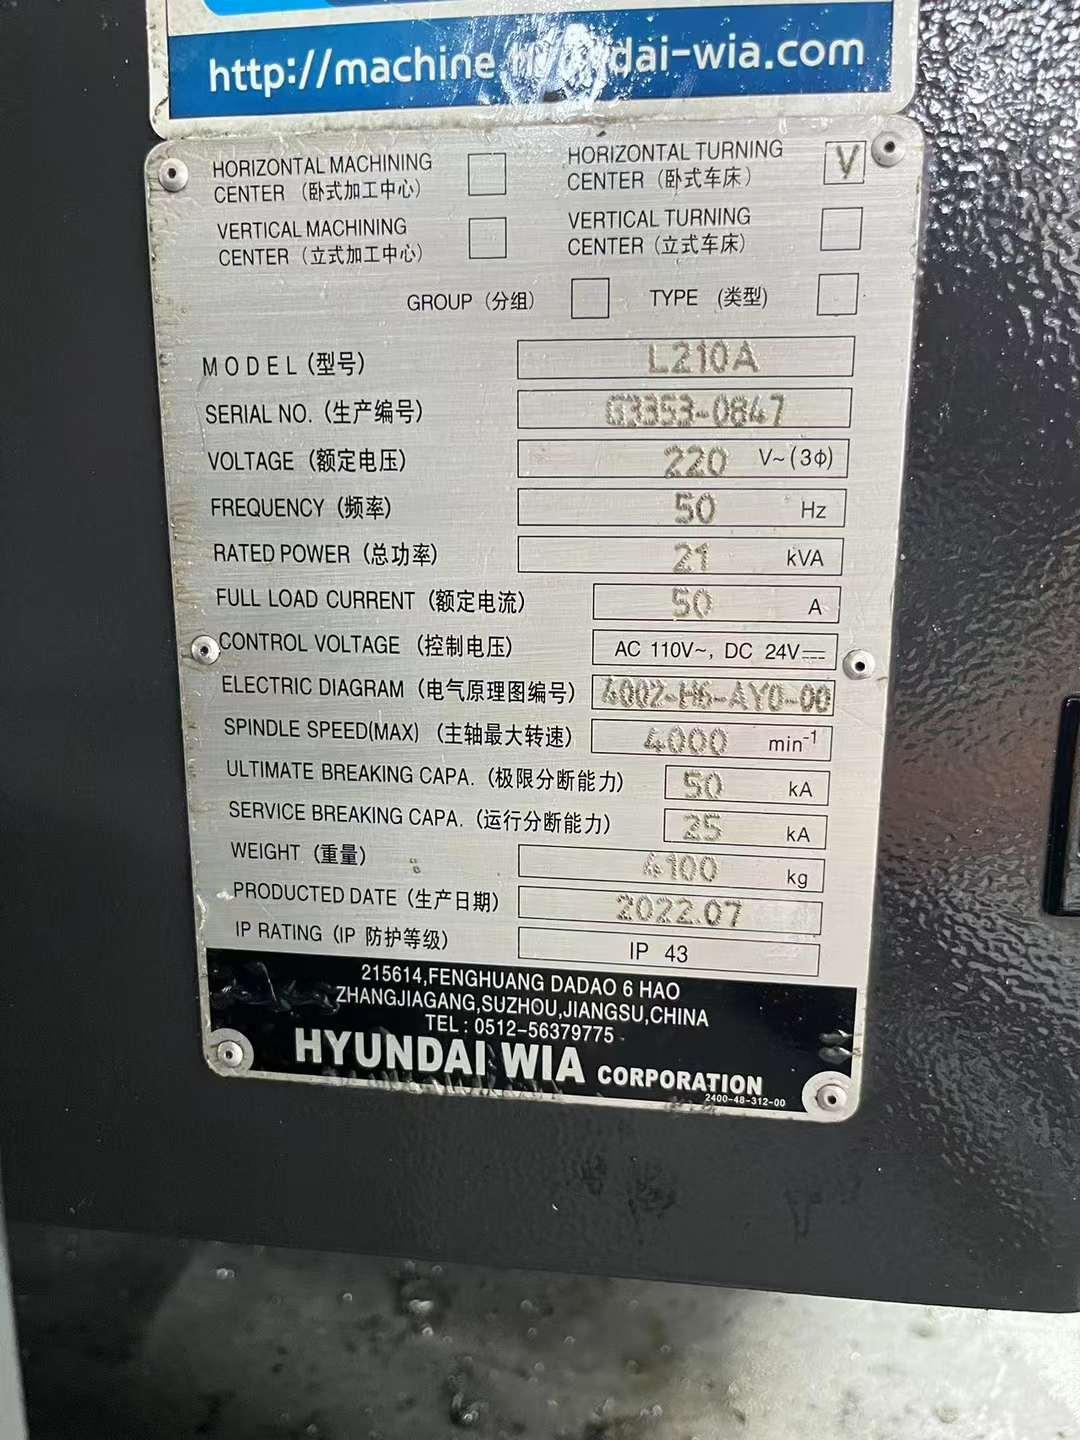 http://machine.hyundai-wia.com
HORIZONTAL MACHINING CENTER (卧式加工中心)
HORIZONTAL TURNING CENTER (卧式车床) V
VERTICAL MACHINING CENTER (立式加工中心)
VERTICAL TURNING CENTER (立式车床)
GROUP (分组) TYPE (类型)
MODEL (型号) L210A
SERIAL NO. (生产编号) G3353-0847
VOLTAGE (额定电压) 220 V~(3Φ)
FREQUENCY (频率) 50 Hz
RATED POWER (总功率) 21 kVA
FULL LOAD CURRENT (额定电流) 50 A
CONTROL VOLTAGE (控制电压) AC 110V~, DC 24V⎓
ELECTRIC DIAGRAM (电气原理图编号) 4002-H6-AY0-00
SPINDLE SPEED(MAX) (主轴最大转速) 4000 min⁻¹
ULTIMATE BREAKING CAPA. (极限分断能力) 50 kA
SERVICE BREAKING CAPA. (运行分断能力) 25 kA
WEIGHT (重量) 4100 kg
PRODUCTED DATE (生产日期) 2022.07
IP RATING (IP 防护等级) IP 43
215614,FENGHUANG DADAO 6 HAO
ZHANGJIAGANG,SUZHOU,JIANGSU,CHINA
TEL : 0512-56379775
HYUNDAI WIA CORPORATION
2400-48-312-00